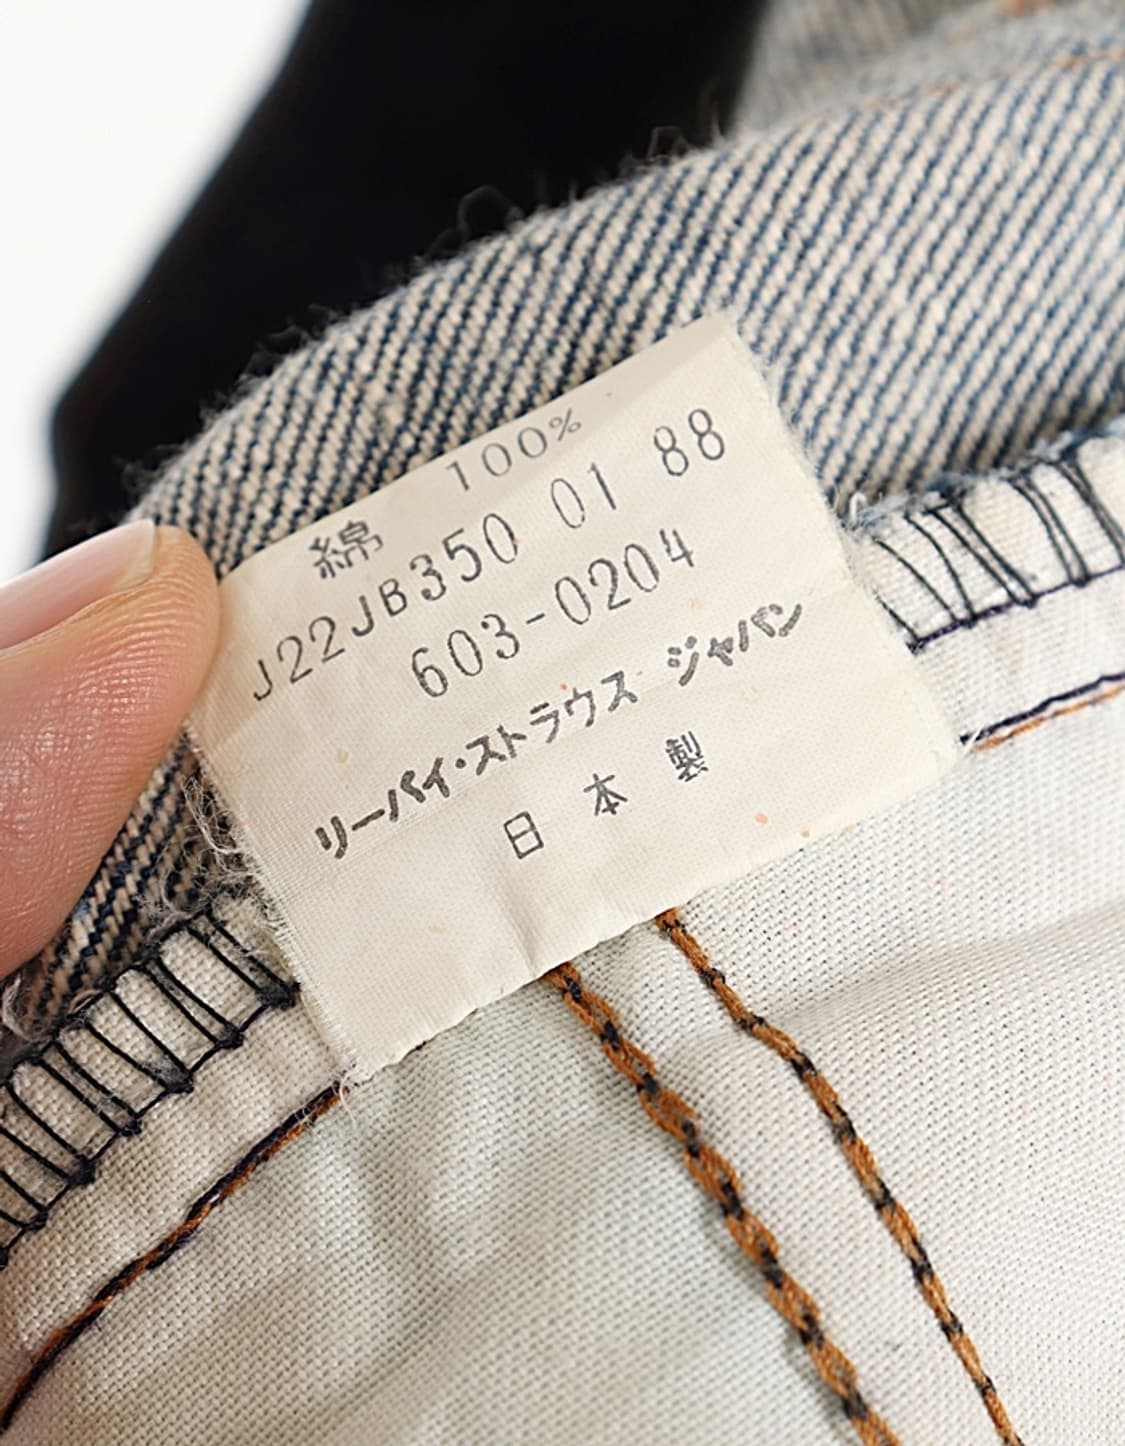 綿 100%
J22JB350 01 88
603-0204
リーバイ・ストラウス ジャパン
日本製